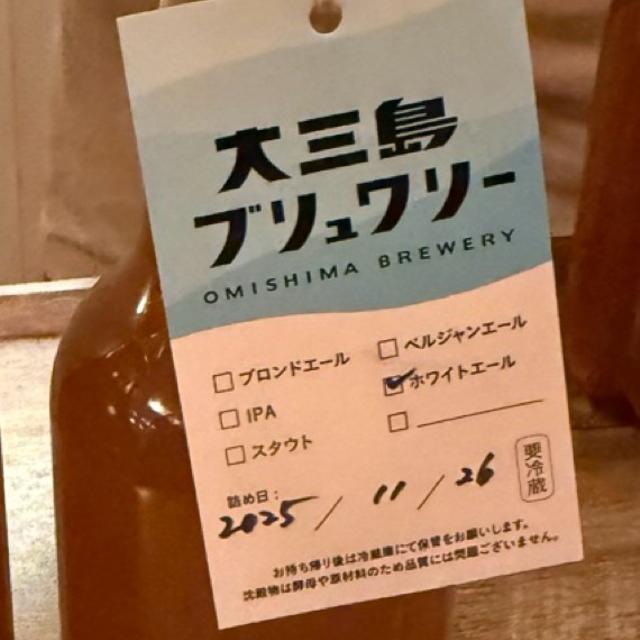 大三島
ブリュワリー
OMISHIMA BREWERY
□ ブロンドエール
□ ベルジャンエール
□ IPA
☑ ホワイトエール
□ スタウト
□
詰め日:
2025 / 11 / 26
要冷蔵
お持ち帰り後は冷蔵庫にて保管をお願いします。
沈殿物は酵母や原材料のため品質には問題ございません。